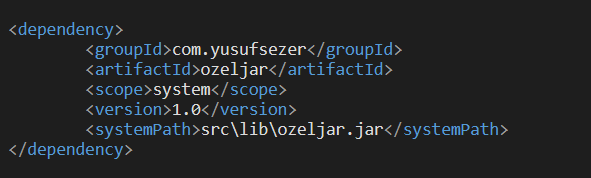 <dependency>
<groupId>com.yusufsezer</groupId>
<artifactId>ozeljar</artifactId>
<scope>system</scope>
<version>1.0</version>
<systemPath>src\lib\ozeljar.jar</systemPath>
</dependency>